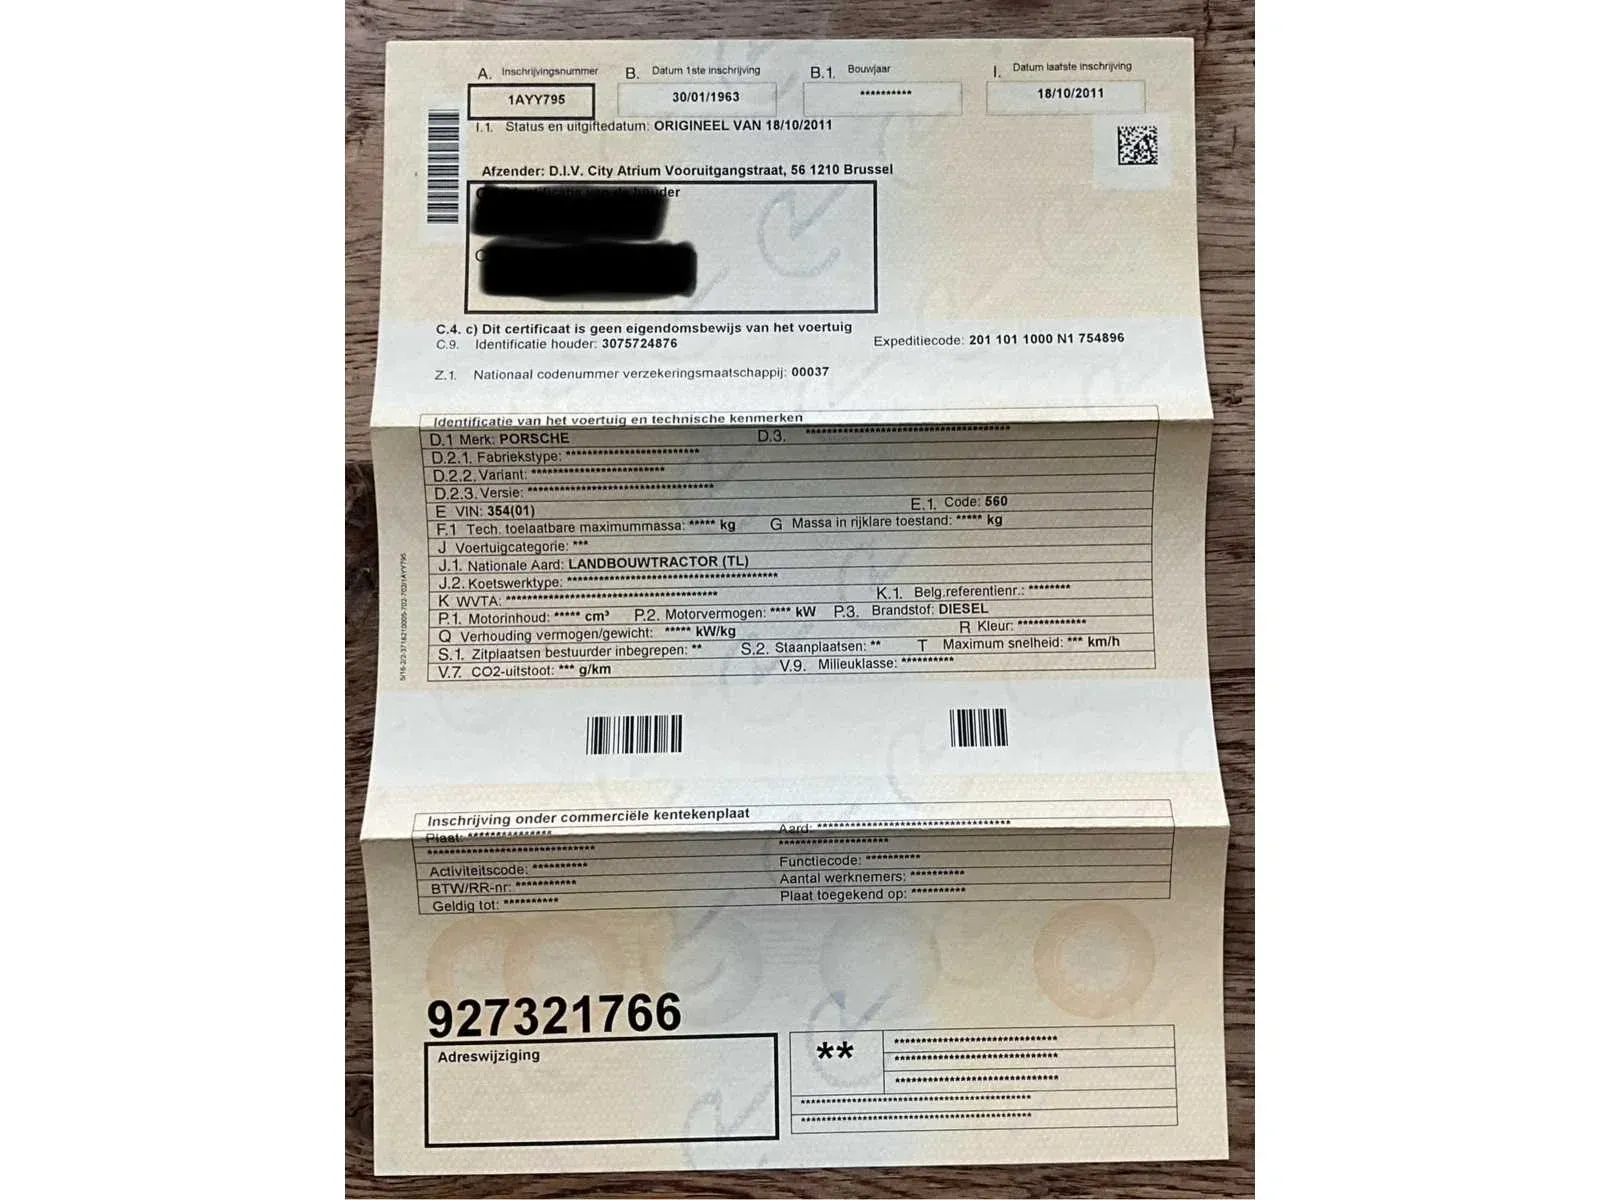 A. Inschrijvingsnummer B. Datum 1ste inschrijving B.1. Bouwjaar I. Datum laatste inschrijving
1AYY795 30/01/1963 ********** 18/10/2011
I.1. Status en uitgiftedatum: ORIGINEEL VAN 18/10/2011
Afzender: D.I.V. City Atrium Vooruitgangstraat, 56 1210 Brussel
C.4. c) Dit certificaat is geen eigendomsbewijs van het voertuig
C.9. Identificatie houder: 3075724876 Expeditiecode: 201 101 1000 N1 754896
Z.1. Nationaal codenummer verzekeringsmaatschappij: 00037
Identificatie van het voertuig en technische kenmerken
D.1 Merk: PORSCHE D.3. *************************************
D.2.1. Fabriekstype: *************************
D.2.2. Variant: *************************
D.2.3. Versie: ***********************************
E VIN: 354(01) E.1. Code: 560
F.1 Tech. toelaatbare maximummassa: ***** kg G Massa in rijklare toestand: ***** kg
J Voertuigcategorie: ***
J.1. Nationale Aard: LANDBOUWTRACTOR (TL)
J.2. Koetswerktype: ***************************************
K WVTA: *************************************** K.1. Belg.referentienr.: ********
P.1. Motorinhoud: ***** cm³ P.2. Motorvermogen: **** kW P.3. Brandstof: DIESEL
Q Verhouding vermogen/gewicht: ***** kW/kg R Kleur: *************
S.1. Zitplaatsen bestuurder inbegrepen: ** S.2. Staanplaatsen: ** T Maximum snelheid: *** km/h
V.7. CO2-uitstoot: *** g/km V.9. Milieuklasse: **********
Inschrijving onder commerciële kentekenplaat
Plaat: *************** Aard: ***********************************
******************************* ********************
Activiteitscode: ********** Functiecode: **********
BTW/RR-nr: *********** Aantal werknemers: **********
Geldig tot: ********** Plaat toegekend op: **********
927321766
Adreswijziging
** ******************************
******************************
******************************
******************************************
******************************************